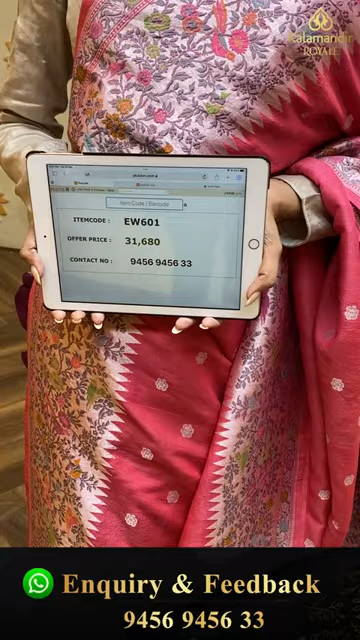 Kalamandir
ROYALE
Item Code / Barcode
ITEMCODE : EW601
OFFER PRICE : 31,680
CONTACT NO : 9456 9456 33
Enquiry & Feedback
9456 9456 33